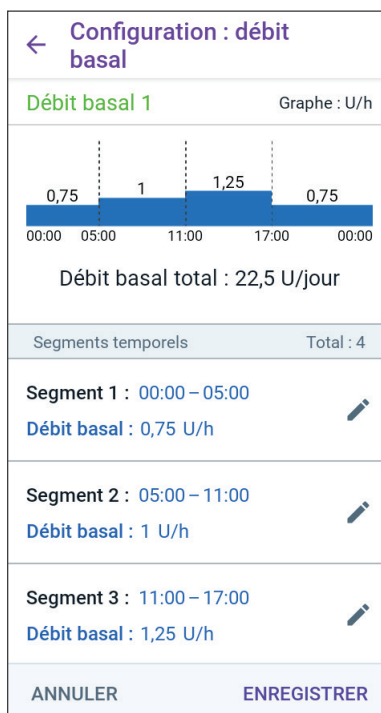 Configuration : débit
basal
Débit basal 1 Graphe : U/h
0,75 1 1,25 0,75
00:00 05:00 11:00 17:00 00:00
Débit basal total : 22,5 U/jour
Segments temporels Total : 4
Segment 1 : 00:00 – 05:00
Débit basal : 0,75 U/h
Segment 2 : 05:00 – 11:00
Débit basal : 1 U/h
Segment 3 : 11:00 – 17:00
Débit basal : 1,25 U/h
ANNULER ENREGISTRER